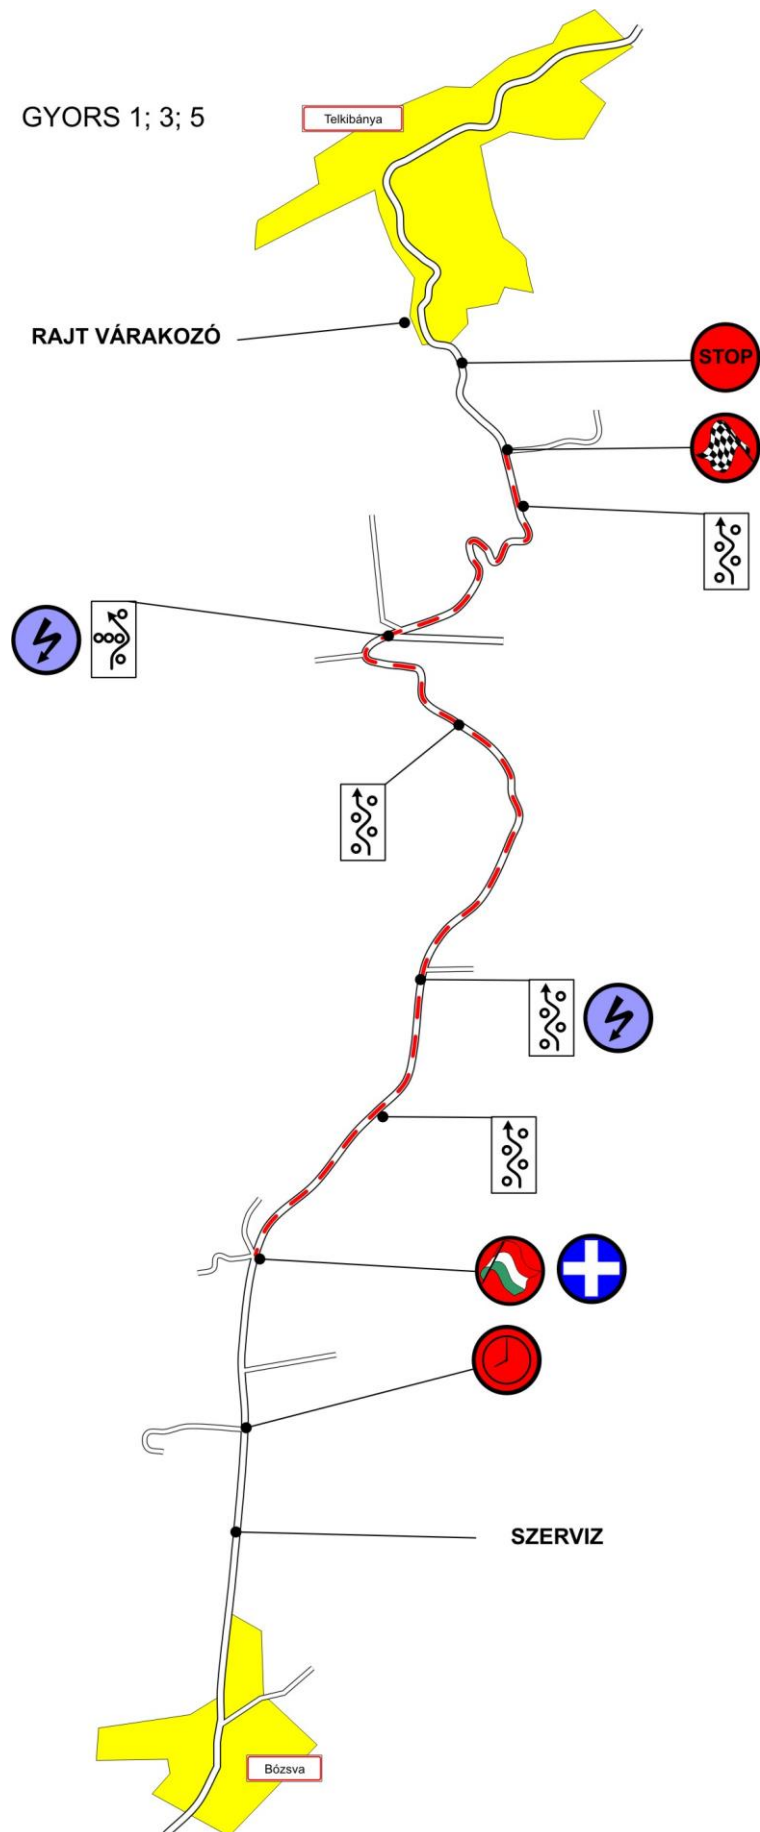 GYORS 1; 3; 5
Telkibánya
RAJT VÁRAKOZÓ
STOP
SZERVIZ
Bózsva